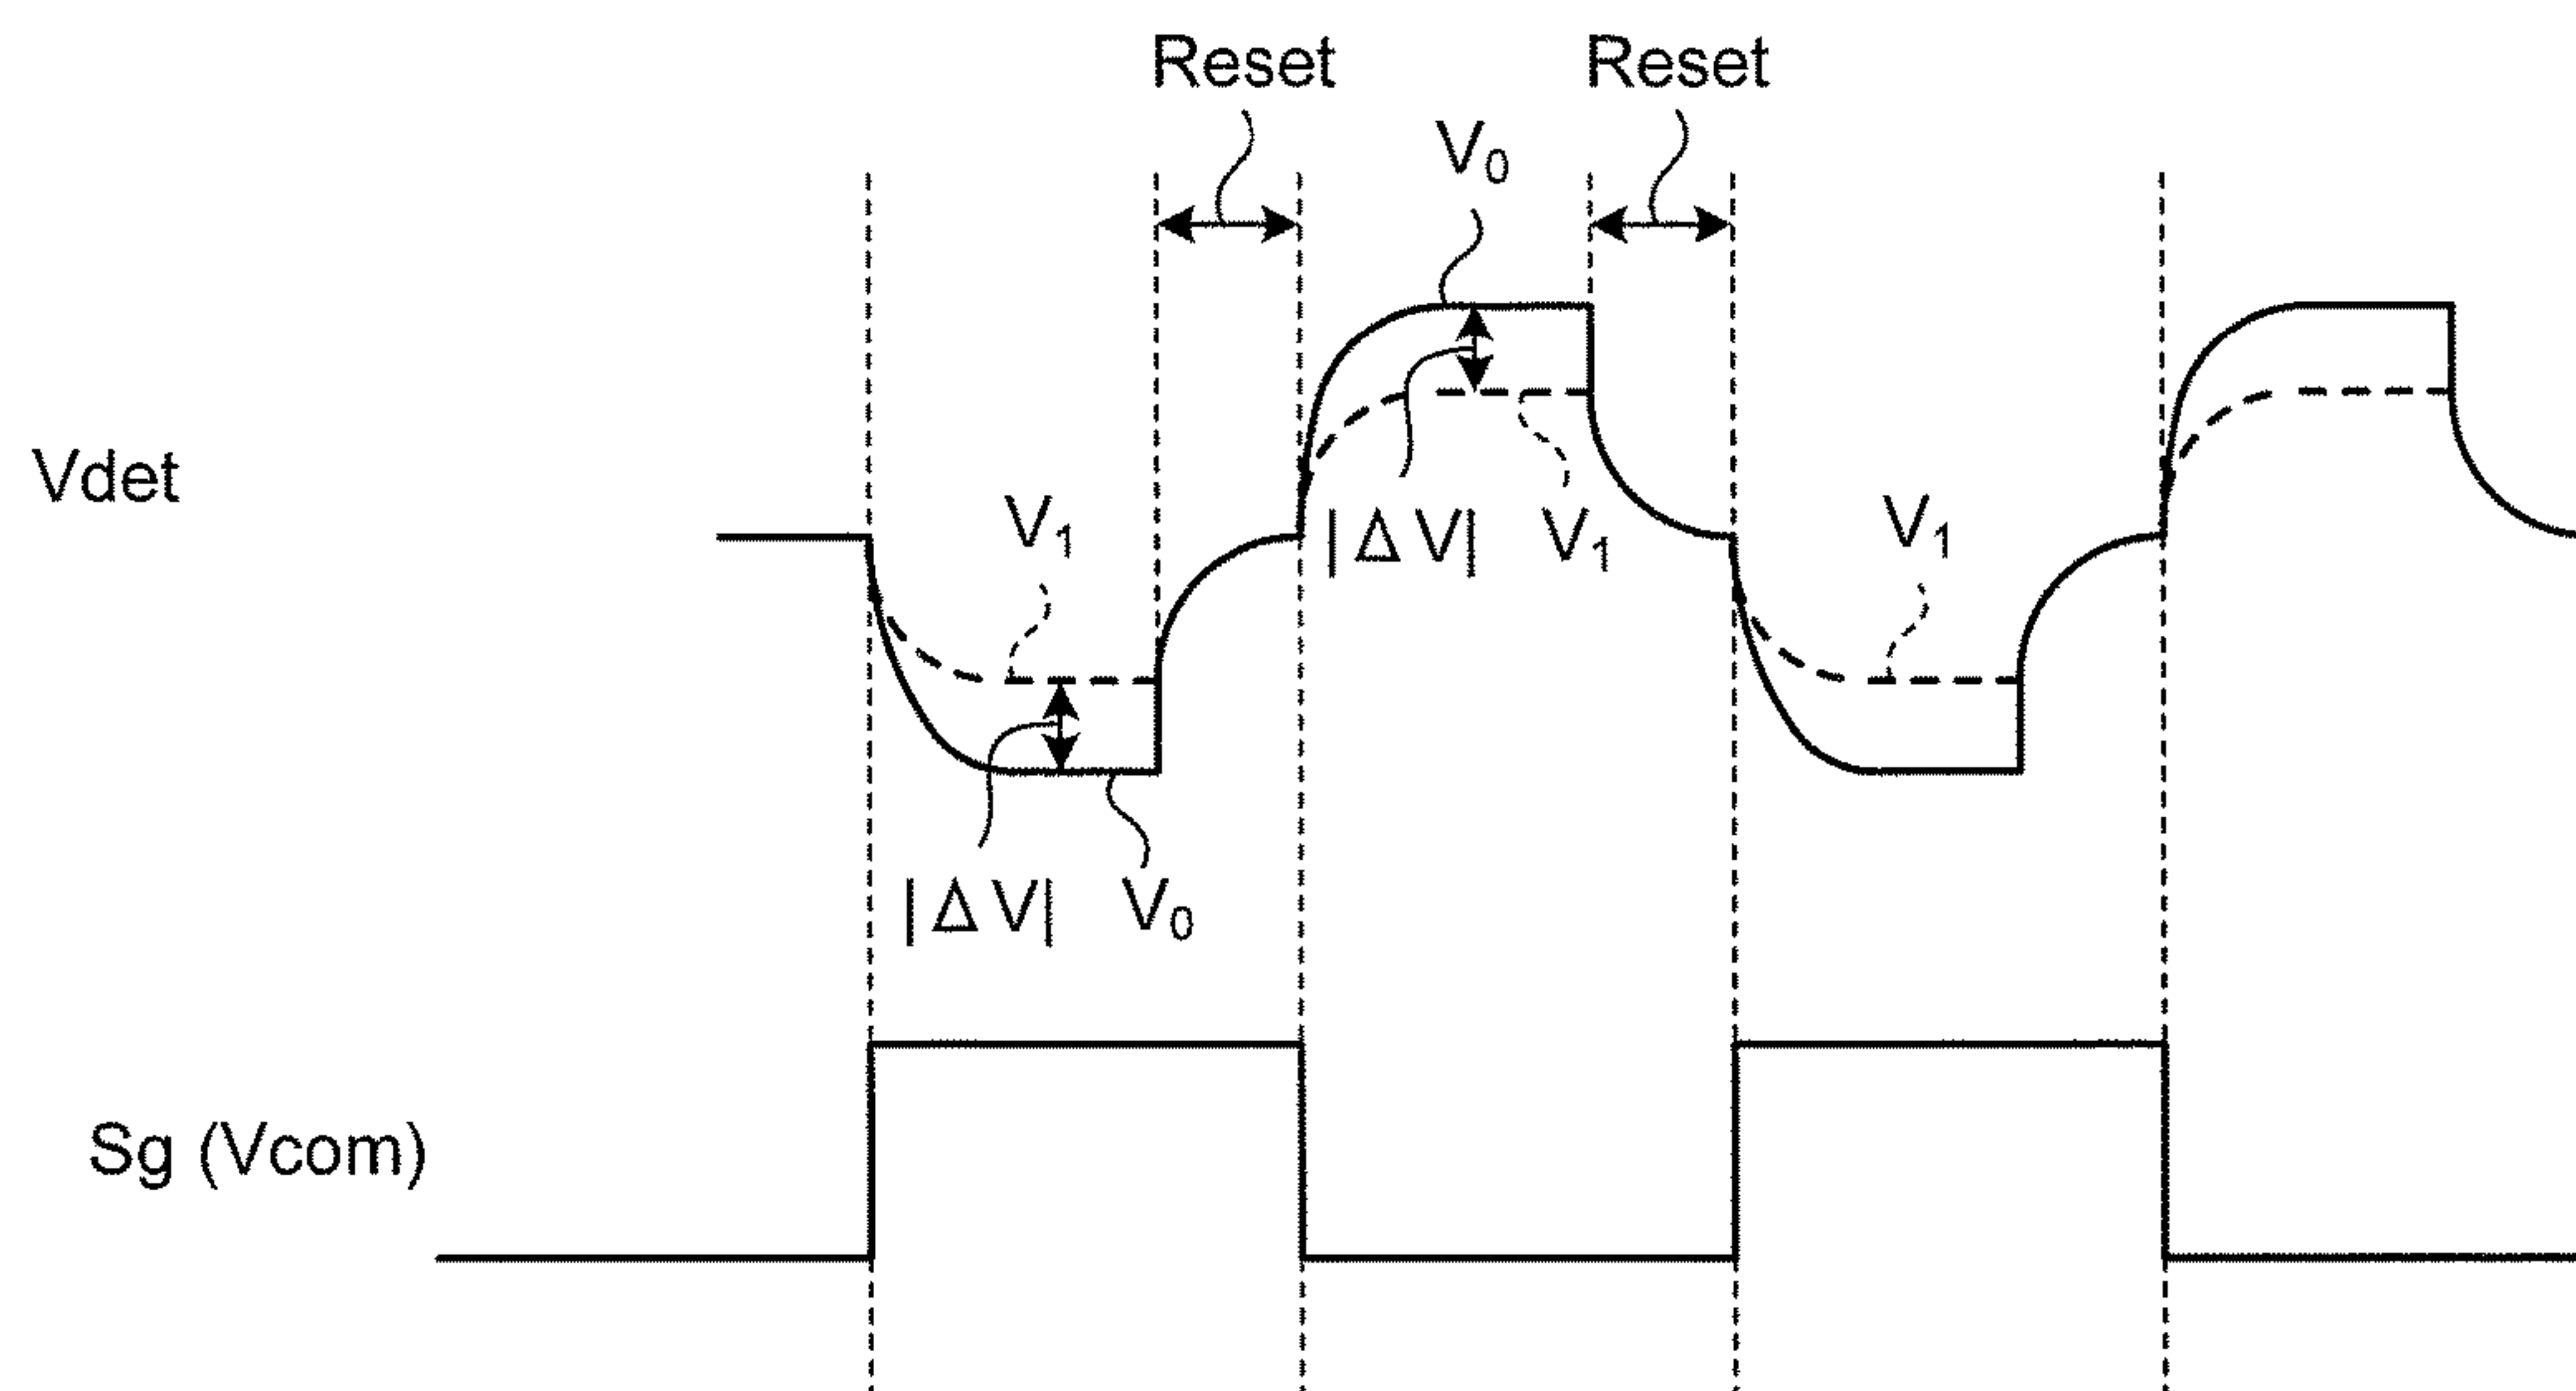 Reset
Reset
V₀
Vdet
V₁
|ΔV|
V₁
V₁
|ΔV|
V₀
Sg (Vcom)